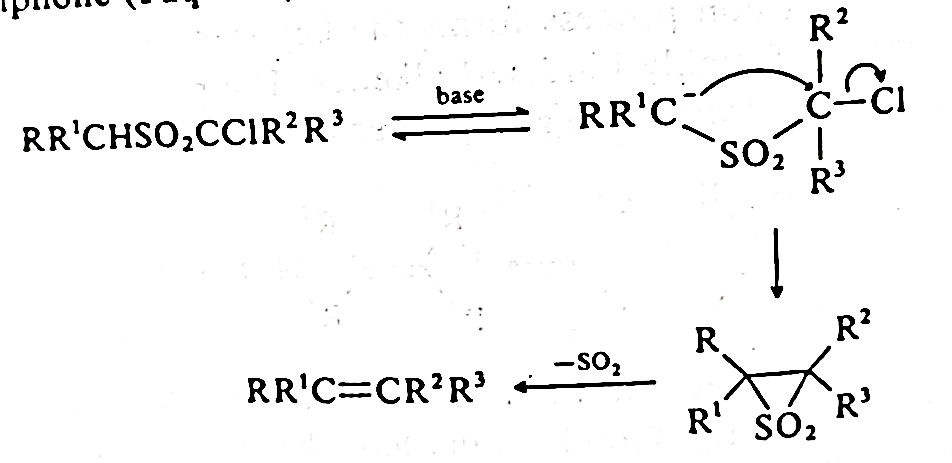 base
R²
RR¹CHSO₂CClR²R³
RR¹C⁻
C—Cl
SO₂
R³
R
R²
—SO₂
RR¹C=CR²R³
R¹
SO₂
R³